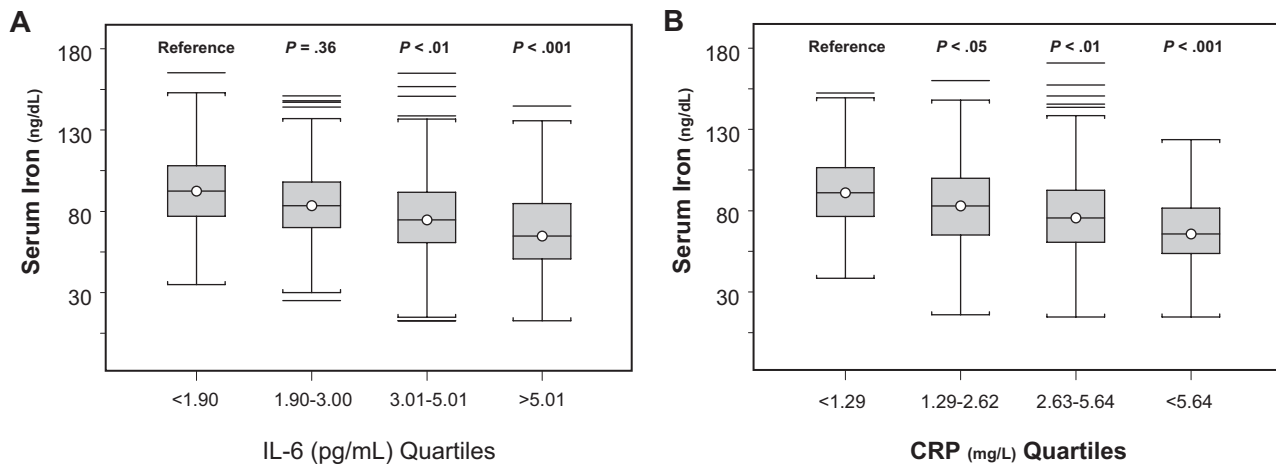 A
Serum Iron (ng/dL)
180
130
80
30
Reference P = .36 P < .01 P < .001
<1.90 1.90-3.00 3.01-5.01 >5.01
IL-6 (pg/mL) Quartiles
B
Serum Iron (ng/dL)
180
130
80
30
Reference P < .05 P < .01 P < .001
<1.29 1.29-2.62 2.63-5.64 <5.64
CRP (mg/L) Quartiles